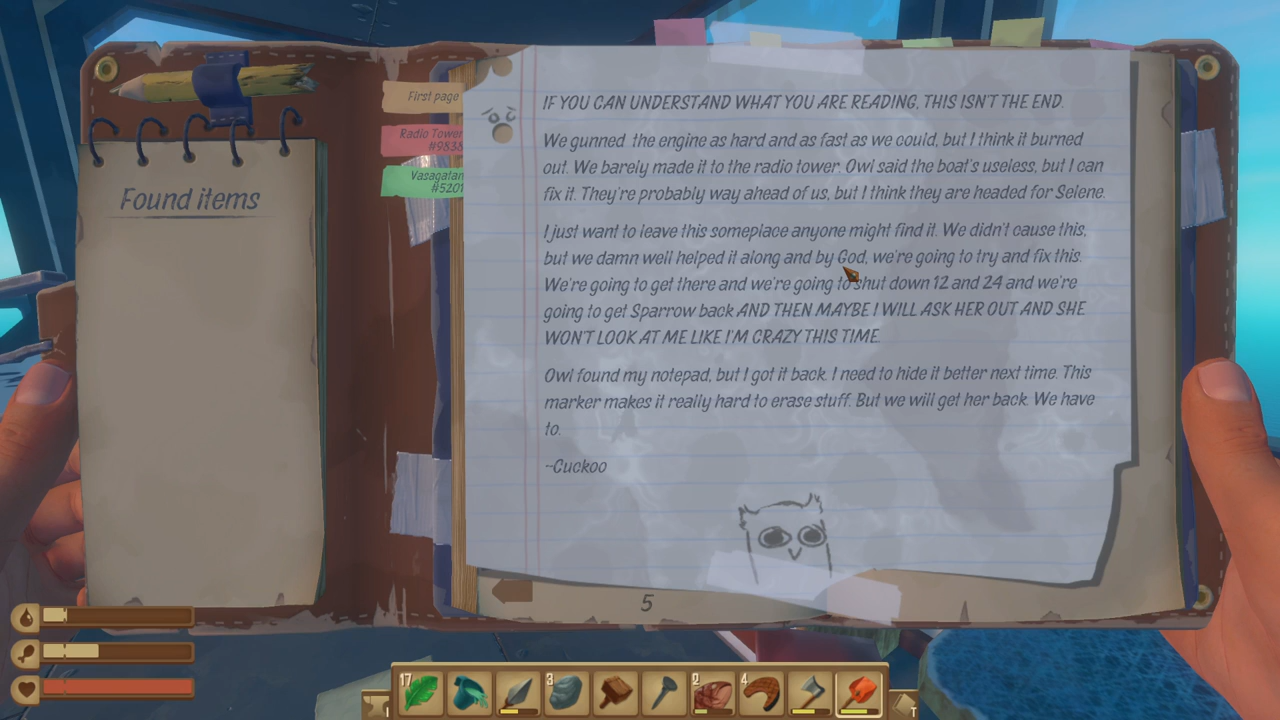 First page
Radio Tower
#9838
Vasagatan
#5201
Found items
IF YOU CAN UNDERSTAND WHAT YOU ARE READING, THIS ISN'T THE END.
We gunned the engine as hard and as fast as we could, but I think it burned
out. We barely made it to the radio tower. Owl said the boat's useless, but I can
fix it. They're probably way ahead of us, but I think they are headed for Selene.
I just want to leave this someplace anyone might find it. We didn't cause this,
but we damn well helped it along and by God, we're going to try and fix this.
We're going to get there and we're going to shut down 12 and 24 and we're
going to get Sparrow back AND THEN MAYBE I WILL ASK HER OUT AND SHE
WON'T LOOK AT ME LIKE I'M CRAZY THIS TIME.
Owl found my notepad, but I got it back. I need to hide it better next time. This
marker makes it really hard to erase stuff. But we will get her back. We have
to.
-Cuckoo
5
17
3
2
4
I
T